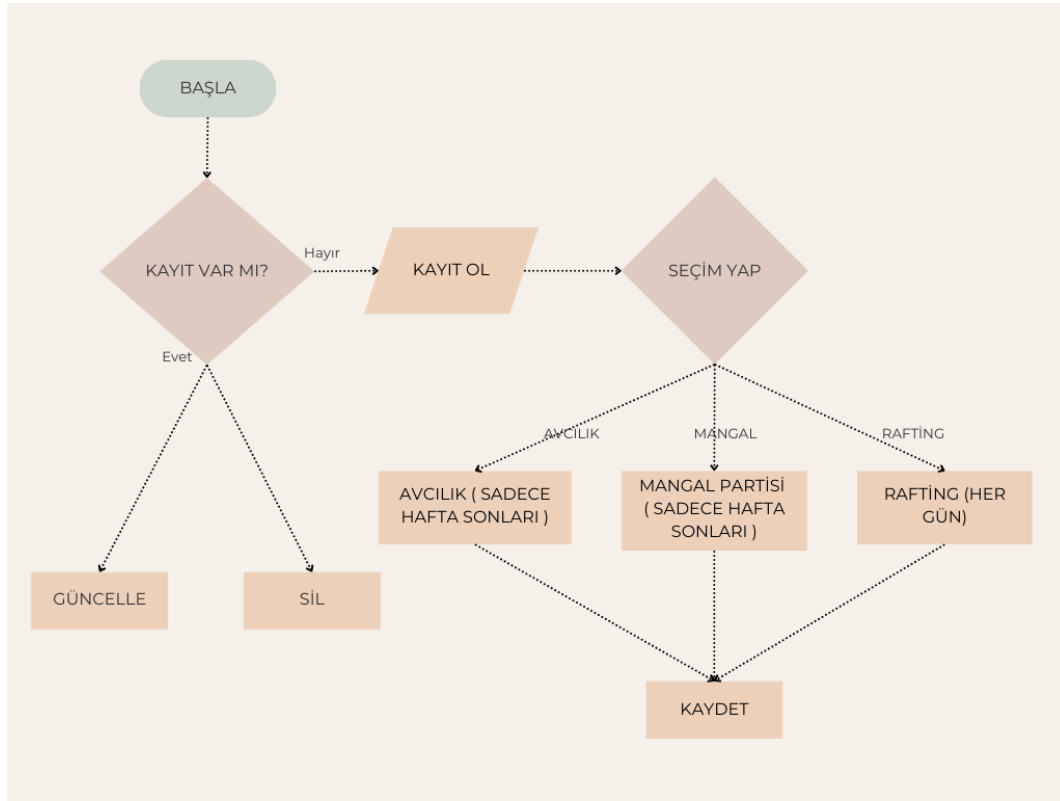 BAŞLA
KAYIT VAR MI?
Hayır
KAYIT OL
SEÇİM YAP
Evet
AVCILIK
MANGAL
RAFTİNG
AVCILIK ( SADECE
HAFTA SONLARI )
MANGAL PARTİSİ
( SADECE HAFTA
SONLARI )
RAFTİNG (HER
GÜN)
GÜNCELLE
SİL
KAYDET